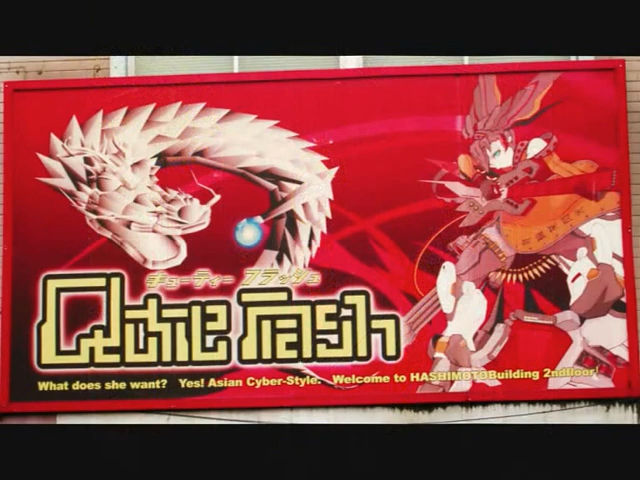 キューティー フラッシュ
Qutie Flash
What does she want? Yes! Asian Cyber-Style. Welcome to HASHIMOTOBuilding 2ndfloor!